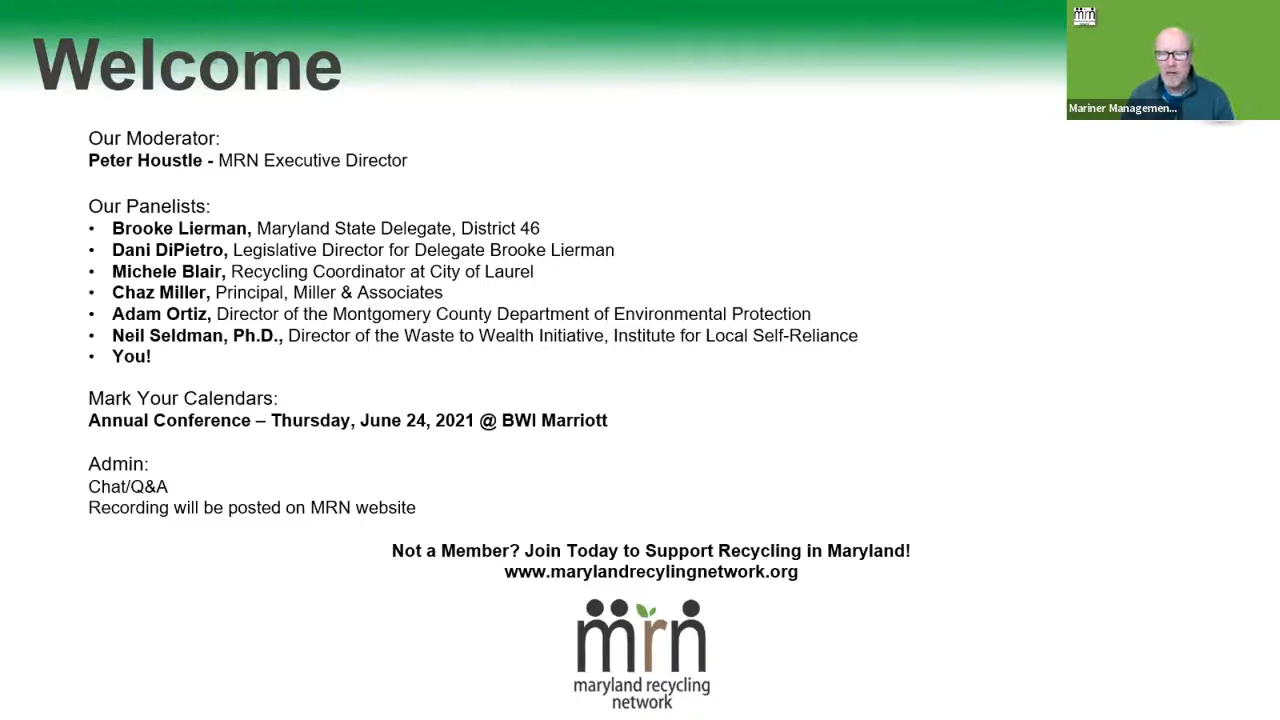 Welcome
mrn
Mariner Managemen...
Our Moderator:
Peter Houstle - MRN Executive Director
Our Panelists:
• Brooke Lierman, Maryland State Delegate, District 46
• Dani DiPietro, Legislative Director for Delegate Brooke Lierman
• Michele Blair, Recycling Coordinator at City of Laurel
• Chaz Miller, Principal, Miller & Associates
• Adam Ortiz, Director of the Montgomery County Department of Environmental Protection
• Neil Seldman, Ph.D., Director of the Waste to Wealth Initiative, Institute for Local Self-Reliance
• You!
Mark Your Calendars:
Annual Conference – Thursday, June 24, 2021 @ BWI Marriott
Admin:
Chat/Q&A
Recording will be posted on MRN website
Not a Member? Join Today to Support Recycling in Maryland!
www.marylandrecylingnetwork.org
mrn
maryland recycling
network